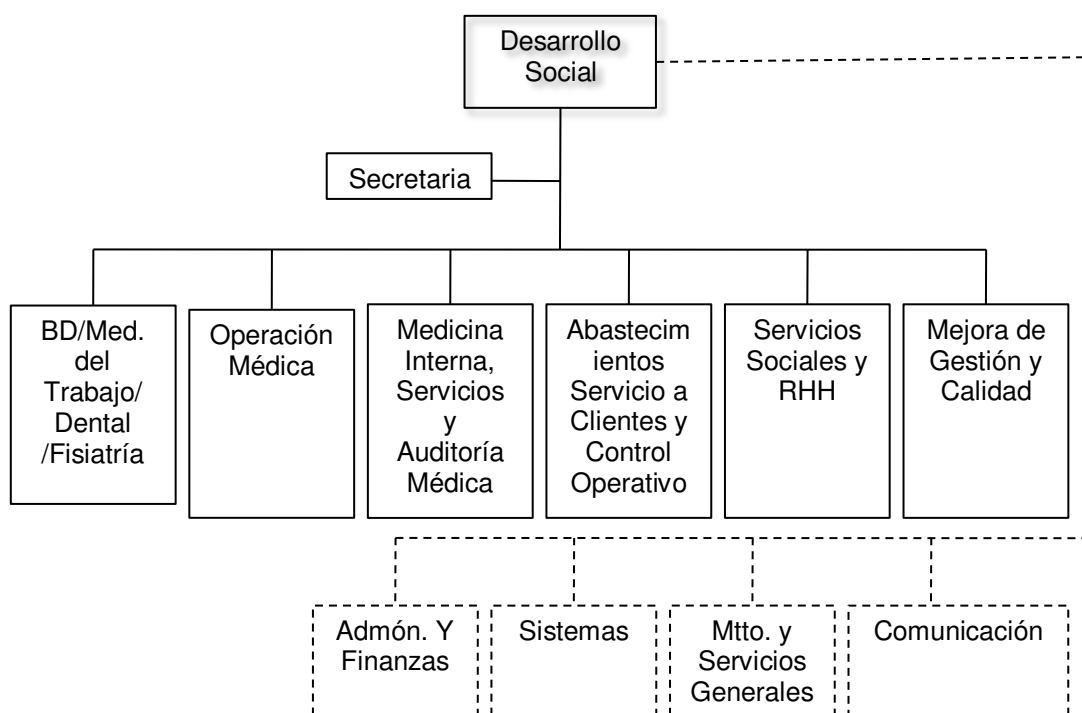 Desarrollo
Social
Secretaria
BD/Med.
del
Trabajo/
Dental
/Fisiatría
Operación
Médica
Medicina
Interna,
Servicios
y
Auditoría
Médica
Abastecim
ientos
Servicio a
Clientes y
Control
Operativo
Servicios
Sociales y
RHH
Mejora de
Gestión y
Calidad
Admón. Y
Finanzas
Sistemas
Mtto. y
Servicios
Generales
Comunicación